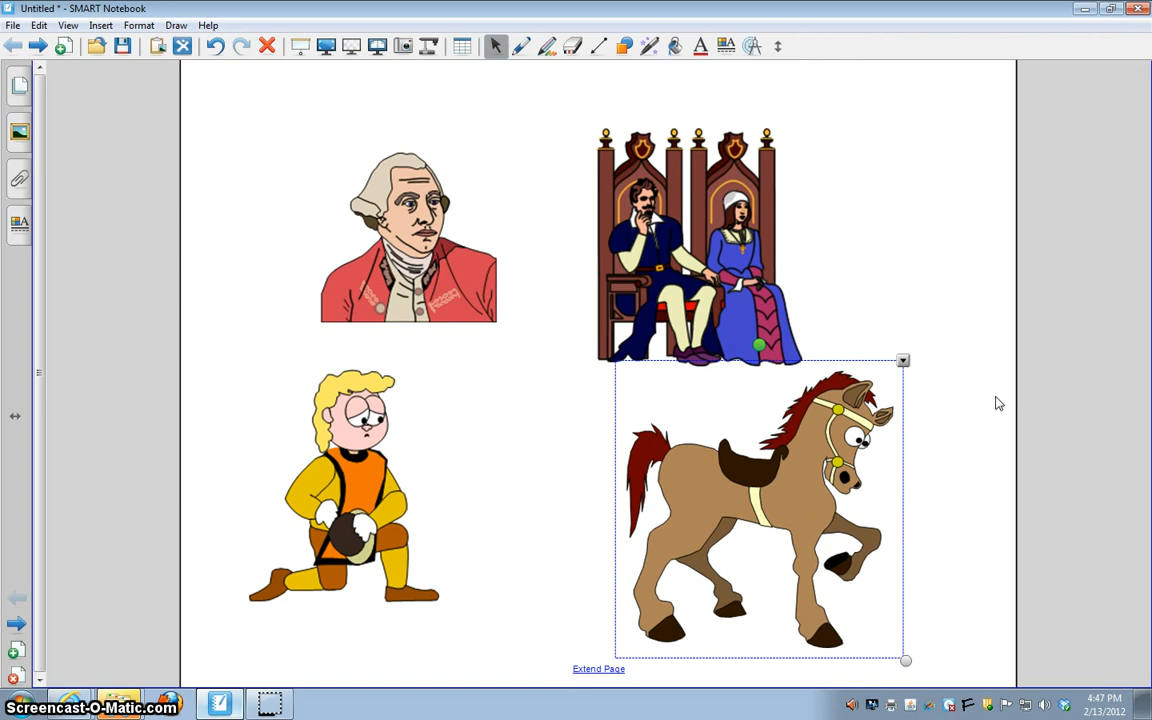 Untitled * - SMART Notebook
File Edit View Insert Format Draw Help
Extend Page
Screencast-O-Matic.com
4:47 PM
2/13/2012